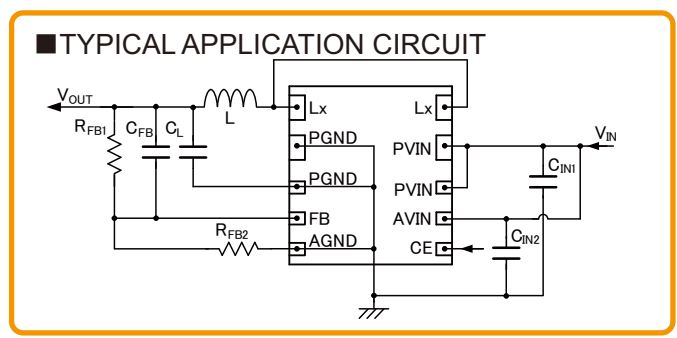 ■TYPICAL APPLICATION CIRCUIT
VOUT
L
Lx
Lx
RFB1
CFB
CL
PGND
PVIN
VIN
CIN1
PGND
PVIN
FB
AVIN
RFB2
AGND
CE
CIN2